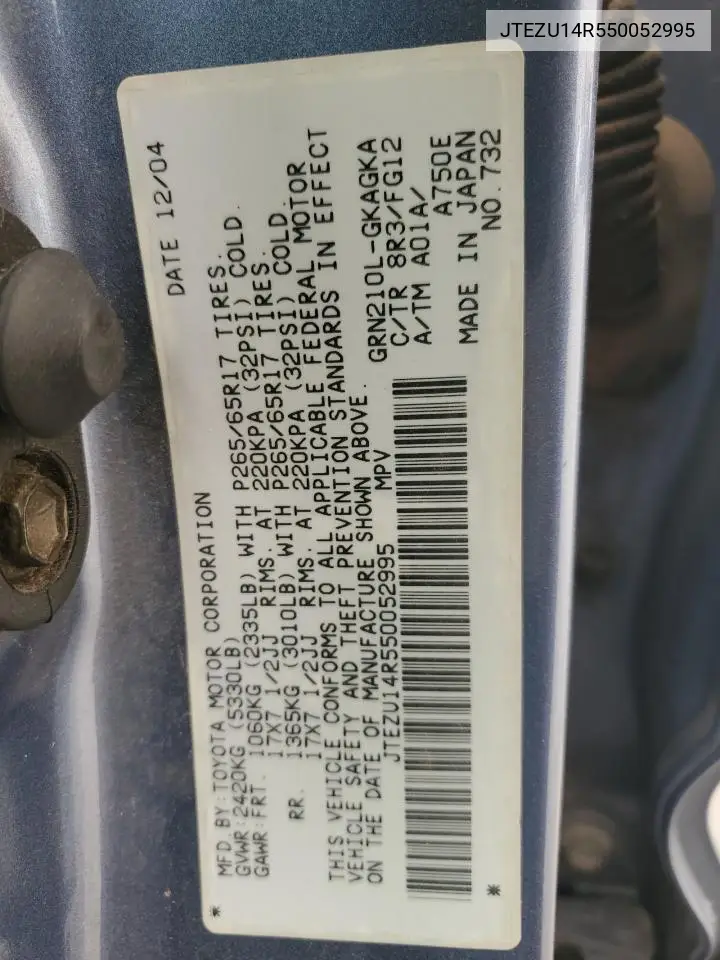 JTEZU14R550052995
MFD. BY: TOYOTA MOTOR CORPORATION DATE 12/04
GVWR: 2420KG (5330LB)
GAWR: FRT. 1060KG (2335LB) WITH P265/65R17 TIRES.
17X7 1/2JJ RIMS. AT 220KPA (32PSI) COLD.
RR. 1365KG (3010LB) WITH P265/65R17 TIRES.
17X7 1/2JJ RIMS. AT 220KPA (32PSI) COLD.
THIS VEHICLE CONFORMS TO ALL APPLICABLE FEDERAL MOTOR
VEHICLE SAFETY AND THEFT PREVENTION STANDARDS IN EFFECT
ON THE DATE OF MANUFACTURE SHOWN ABOVE.
JTEZU14R550052995 MPV
GRN210L-GKAGKA
C/TR 8R3/FG12
A/TM A01A/ A750E
MADE IN JAPAN
NO.732